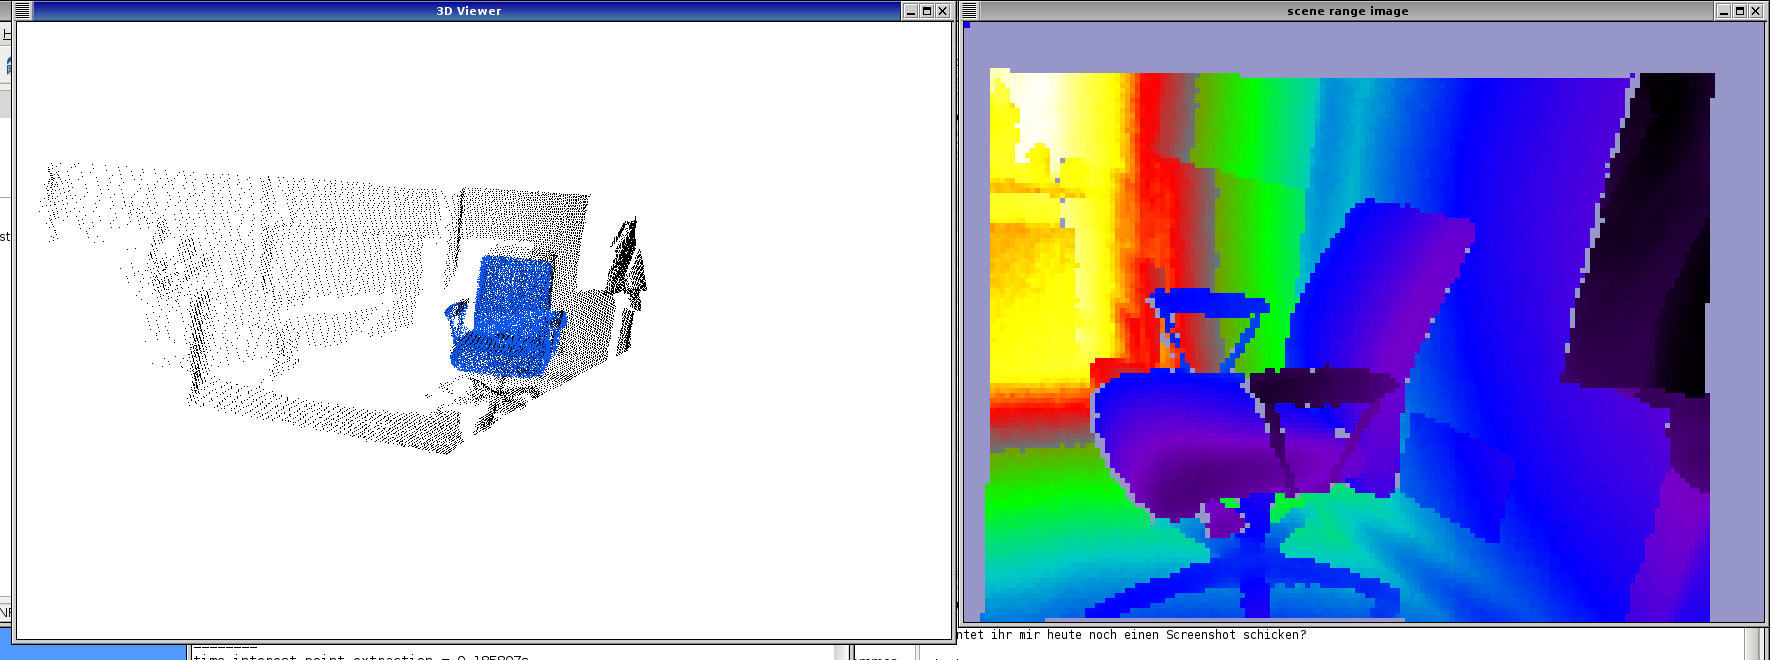 3D Viewer
scene range image
st
ntet ihr mir heute noch einen Screenshot schicken?
========
time interest point extraction = 0.185807s